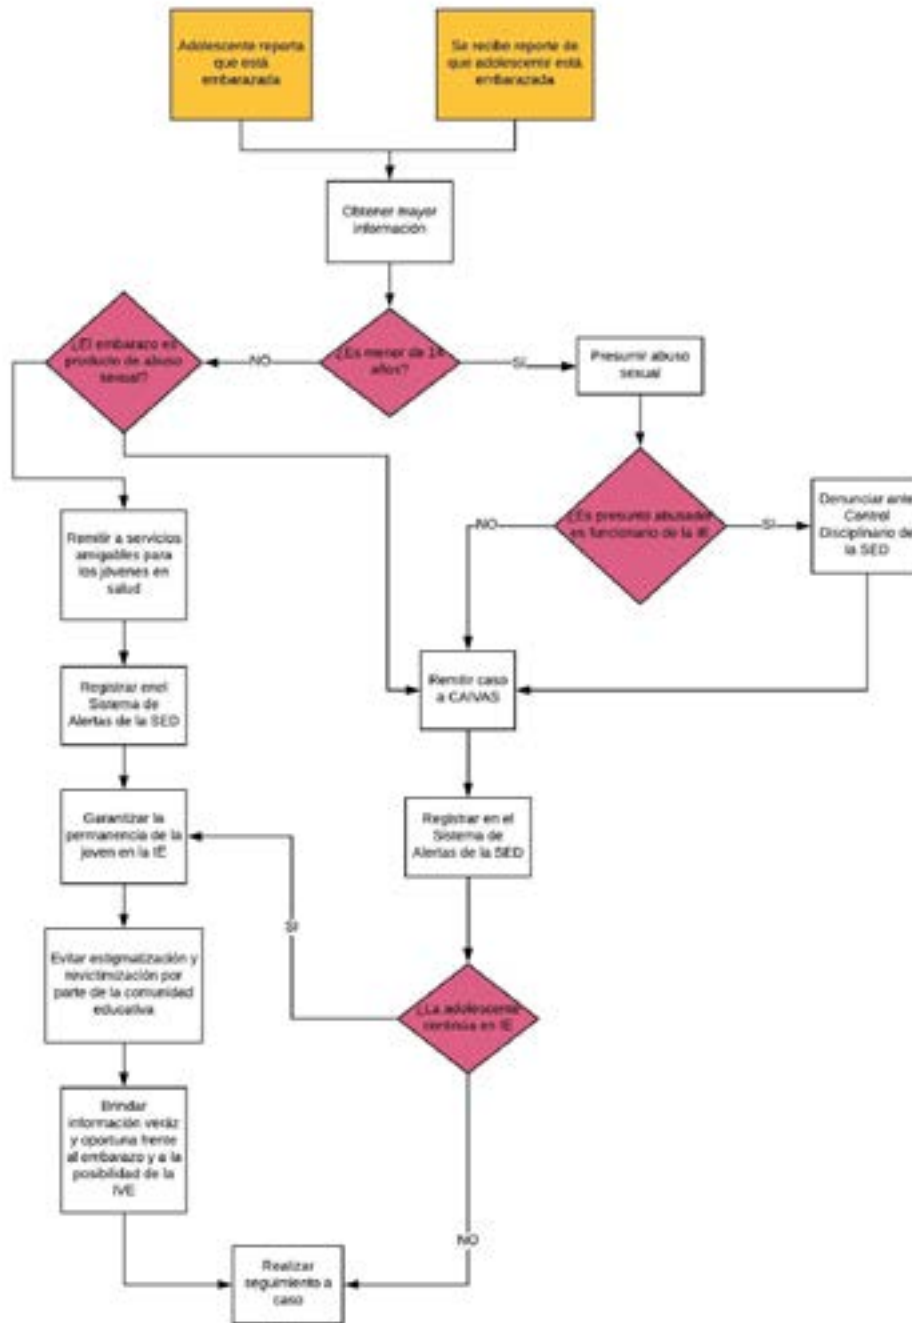 Adolescente reporta
que está
embarazada
Se recibe reporte de
que adolescente está
embarazada
Obtener mayor
información
¿El embarazo es
producto de abuso
sexual?
NO
¿Es menor de 14
años?
SI
Presumir abuso
sexual
Remitir a servicios
amigables para
los jóvenes en
salud
NO
¿Es presunto abusador
es funcionario de la IE
SI
Denunciar ante
Control
Disciplinario de
la SED
Registrar enel
Sistema de
Alertas de la SED
Remitir caso
a CAIVAS
Garantizar la
permanencia de la
joven en la IE
Registrar en el
Sistema de
Alertas de la SED
SI
Evitar estigmatización y
revictimización por
parte de la comunidad
educativa
¿La adolescente
continúa en IE
Brindar
información veráz
y oportuna frente
al embarazo y a la
posibilidad de la
IVE
NO
Realizar
seguimiento a
caso